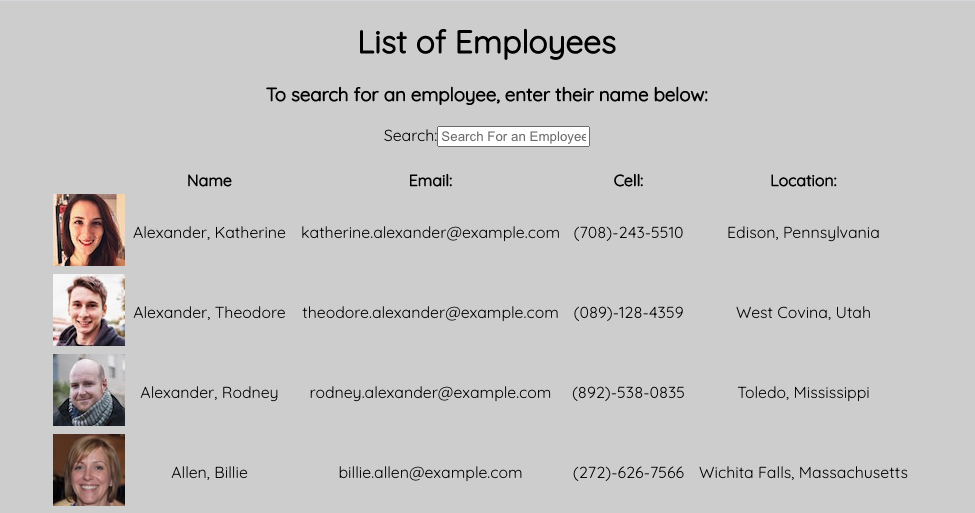 List of Employees
To search for an employee, enter their name below:
Search: Search For an Employee
Name Email: Cell: Location:
Alexander, Katherine katherine.alexander@example.com (708)-243-5510 Edison, Pennsylvania
Alexander, Theodore theodore.alexander@example.com (089)-128-4359 West Covina, Utah
Alexander, Rodney rodney.alexander@example.com (892)-538-0835 Toledo, Mississippi
Allen, Billie billie.allen@example.com (272)-626-7566 Wichita Falls, Massachusetts